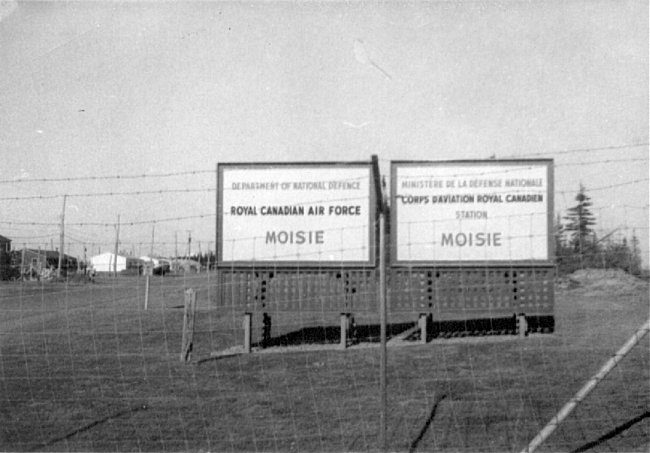 DEPARTMENT OF NATIONAL DEFENCE
ROYAL CANADIAN AIR FORCE
MOISIE
MINISTÈRE DE LA DÉFENSE NATIONALE
CORPS D'AVIATION ROYAL CANADIEN
STATION
MOISIE